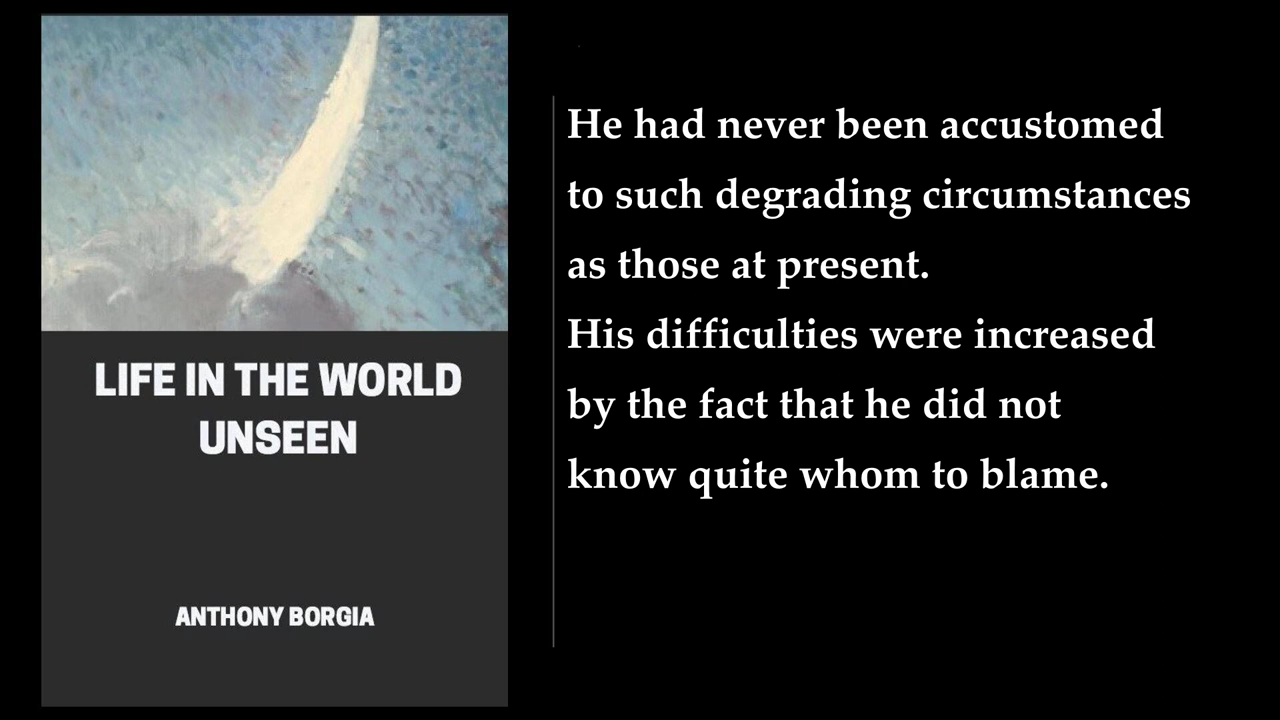 LIFE IN THE WORLD
UNSEEN
ANTHONY BORGIA
He had never been accustomed
to such degrading circumstances
as those at present.
His difficulties were increased
by the fact that he did not
know quite whom to blame.